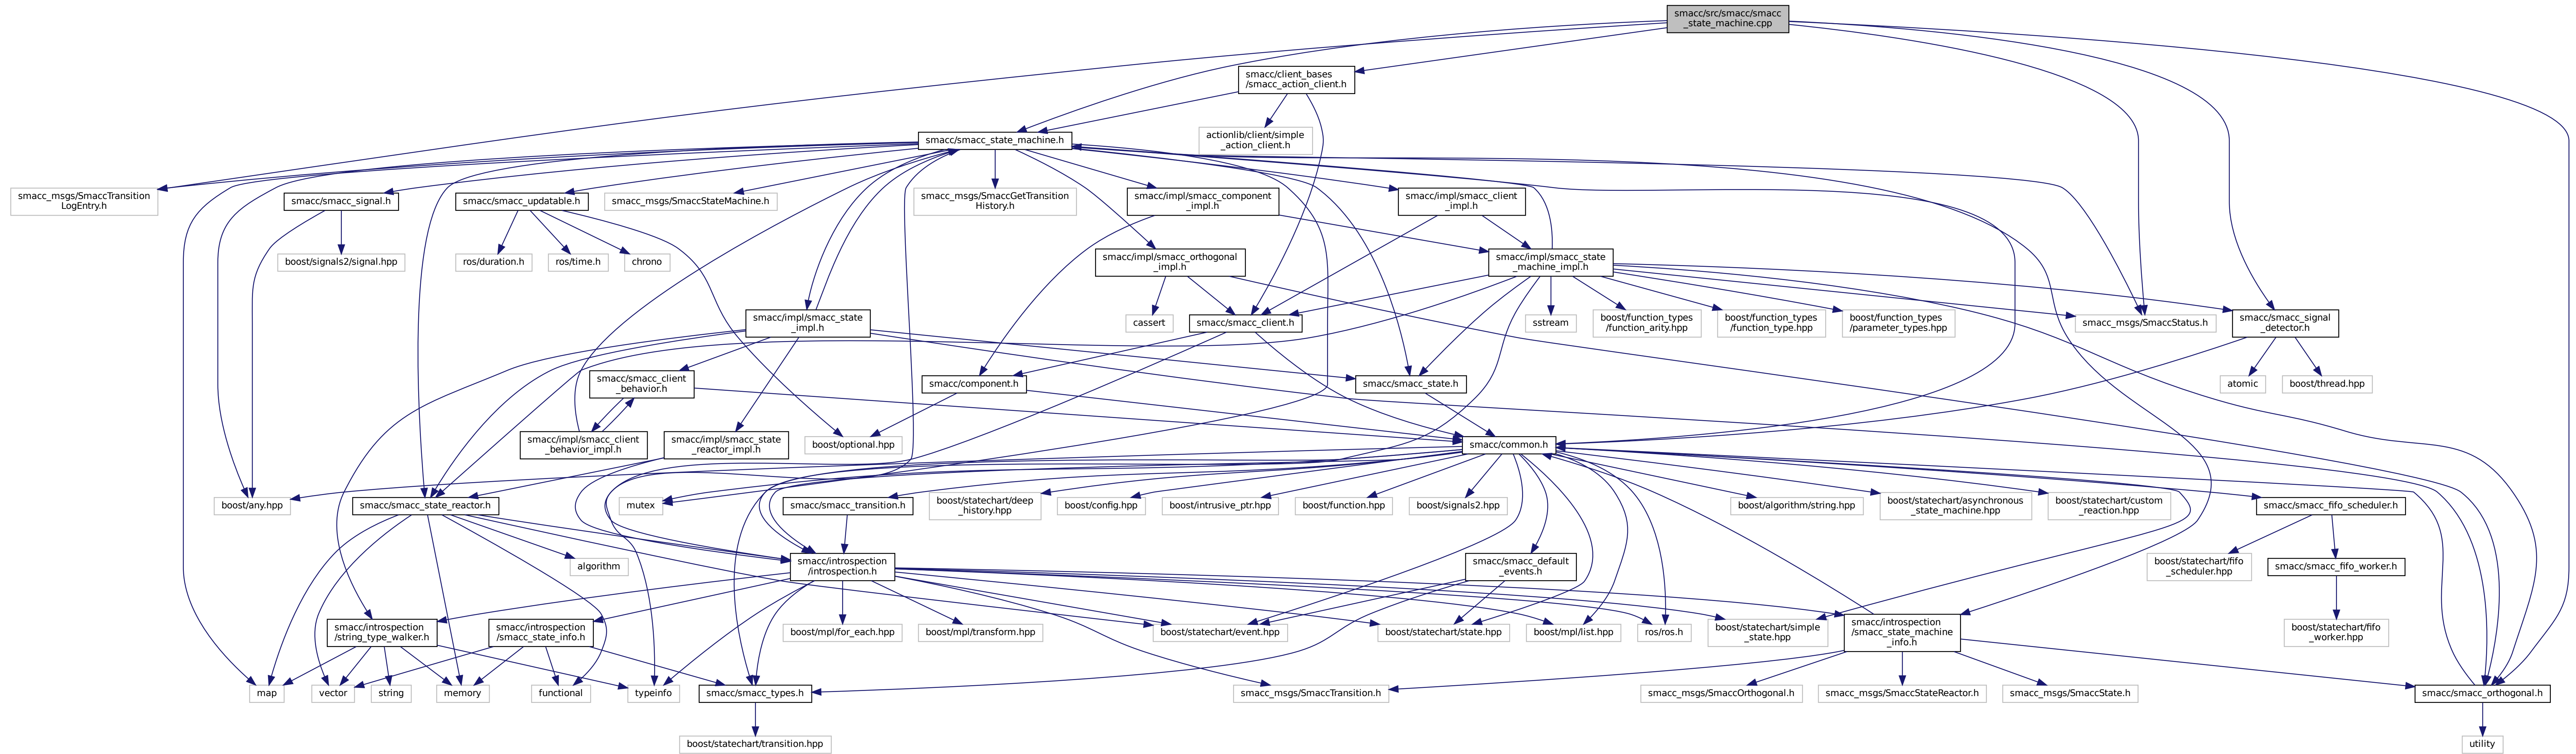 smacc/src/smacc/smacc
_state_machine.cpp
smacc/client_bases
/smacc_action_client.h
smacc/smacc_state_machine.h
actionlib/client/simple
_action_client.h
smacc_msgs/SmaccTransition
LogEntry.h
smacc/smacc_signal.h
smacc/smacc_updatable.h
smacc_msgs/SmaccStateMachine.h
smacc_msgs/SmaccGetTransition
History.h
smacc/impl/smacc_component
_impl.h
smacc/impl/smacc_client
_impl.h
boost/signals2/signal.hpp
ros/duration.h
ros/time.h
chrono
smacc/impl/smacc_orthogonal
_impl.h
smacc/impl/smacc_state
_machine_impl.h
smacc/impl/smacc_state
_impl.h
cassert
smacc/smacc_client.h
sstream
boost/function_types
/function_arity.hpp
boost/function_types
/function_type.hpp
boost/function_types
/parameter_types.hpp
smacc_msgs/SmaccStatus.h
smacc/smacc_signal
_detector.h
smacc/smacc_client
_behavior.h
smacc/component.h
smacc/smacc_state.h
atomic
boost/thread.hpp
smacc/impl/smacc_client
_behavior_impl.h
smacc/impl/smacc_state
_reactor_impl.h
boost/optional.hpp
smacc/common.h
boost/any.hpp
smacc/smacc_state_reactor.h
mutex
smacc/smacc_transition.h
boost/statechart/deep
_history.hpp
boost/config.hpp
boost/intrusive_ptr.hpp
boost/function.hpp
boost/signals2.hpp
boost/algorithm/string.hpp
boost/statechart/asynchronous
_state_machine.hpp
boost/statechart/custom
_reaction.hpp
smacc/smacc_fifo_scheduler.h
algorithm
smacc/introspection
/introspection.h
smacc/smacc_default
_events.h
boost/statechart/fifo
_scheduler.hpp
smacc/smacc_fifo_worker.h
smacc/introspection
/string_type_walker.h
smacc/introspection
/smacc_state_info.h
boost/mpl/for_each.hpp
boost/mpl/transform.hpp
boost/statechart/event.hpp
boost/statechart/state.hpp
boost/mpl/list.hpp
ros/ros.h
boost/statechart/simple
_state.hpp
smacc/introspection
/smacc_state_machine
_info.h
boost/statechart/fifo
_worker.hpp
map
vector
string
memory
functional
typeinfo
smacc/smacc_types.h
smacc_msgs/SmaccTransition.h
smacc_msgs/SmaccOrthogonal.h
smacc_msgs/SmaccStateReactor.h
smacc_msgs/SmaccState.h
smacc/smacc_orthogonal.h
boost/statechart/transition.hpp
utility